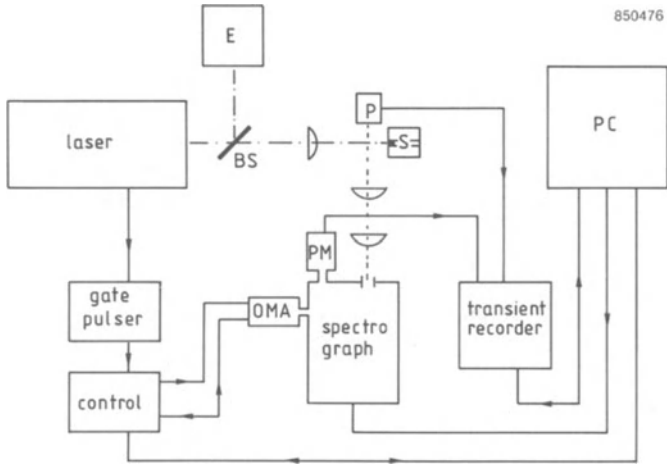 850476
E
laser
BS
P
S
PC
PM
gate
pulser
OMA
spectro
graph
transient
recorder
control